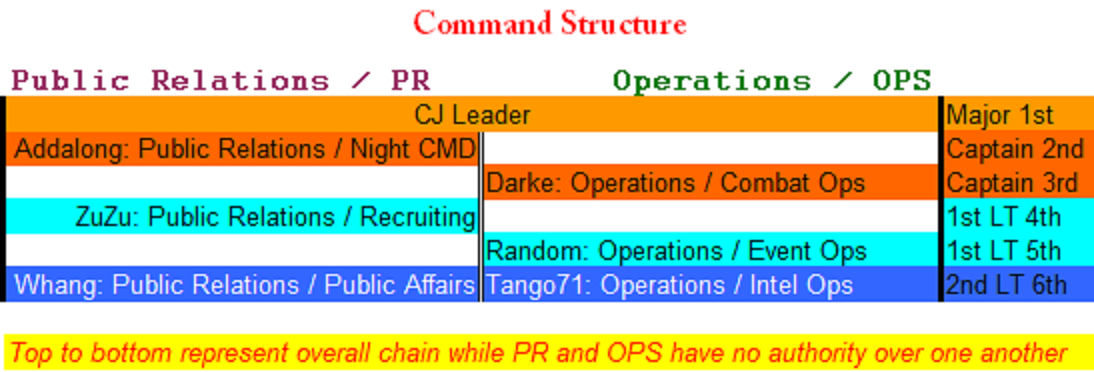 Command Structure
Public Relations / PR Operations / OPS
CJ Leader Major 1st
Addalong: Public Relations / Night CMD Captain 2nd
Darke: Operations / Combat Ops Captain 3rd
ZuZu: Public Relations / Recruiting 1st LT 4th
Random: Operations / Event Ops 1st LT 5th
Whang: Public Relations / Public Affairs Tango71: Operations / Intel Ops 2nd LT 6th
Top to bottom represent overall chain while PR and OPS have no authority over one another